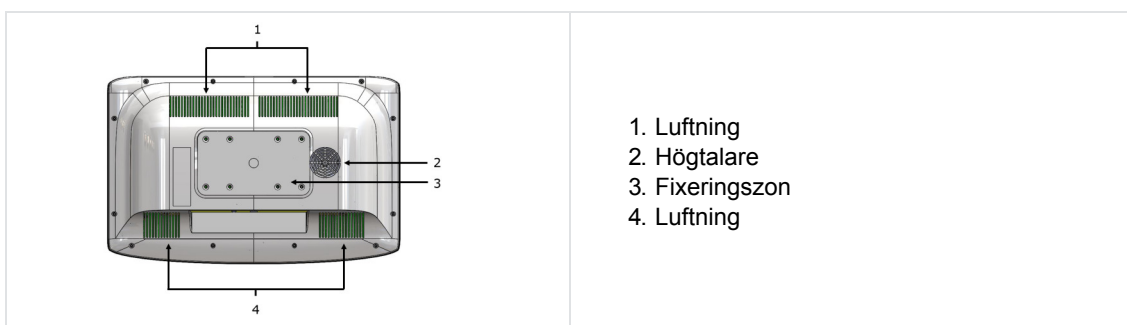 1
2
3
4
1. Luftning
2. Högtalare
3. Fixeringszon
4. Luftning